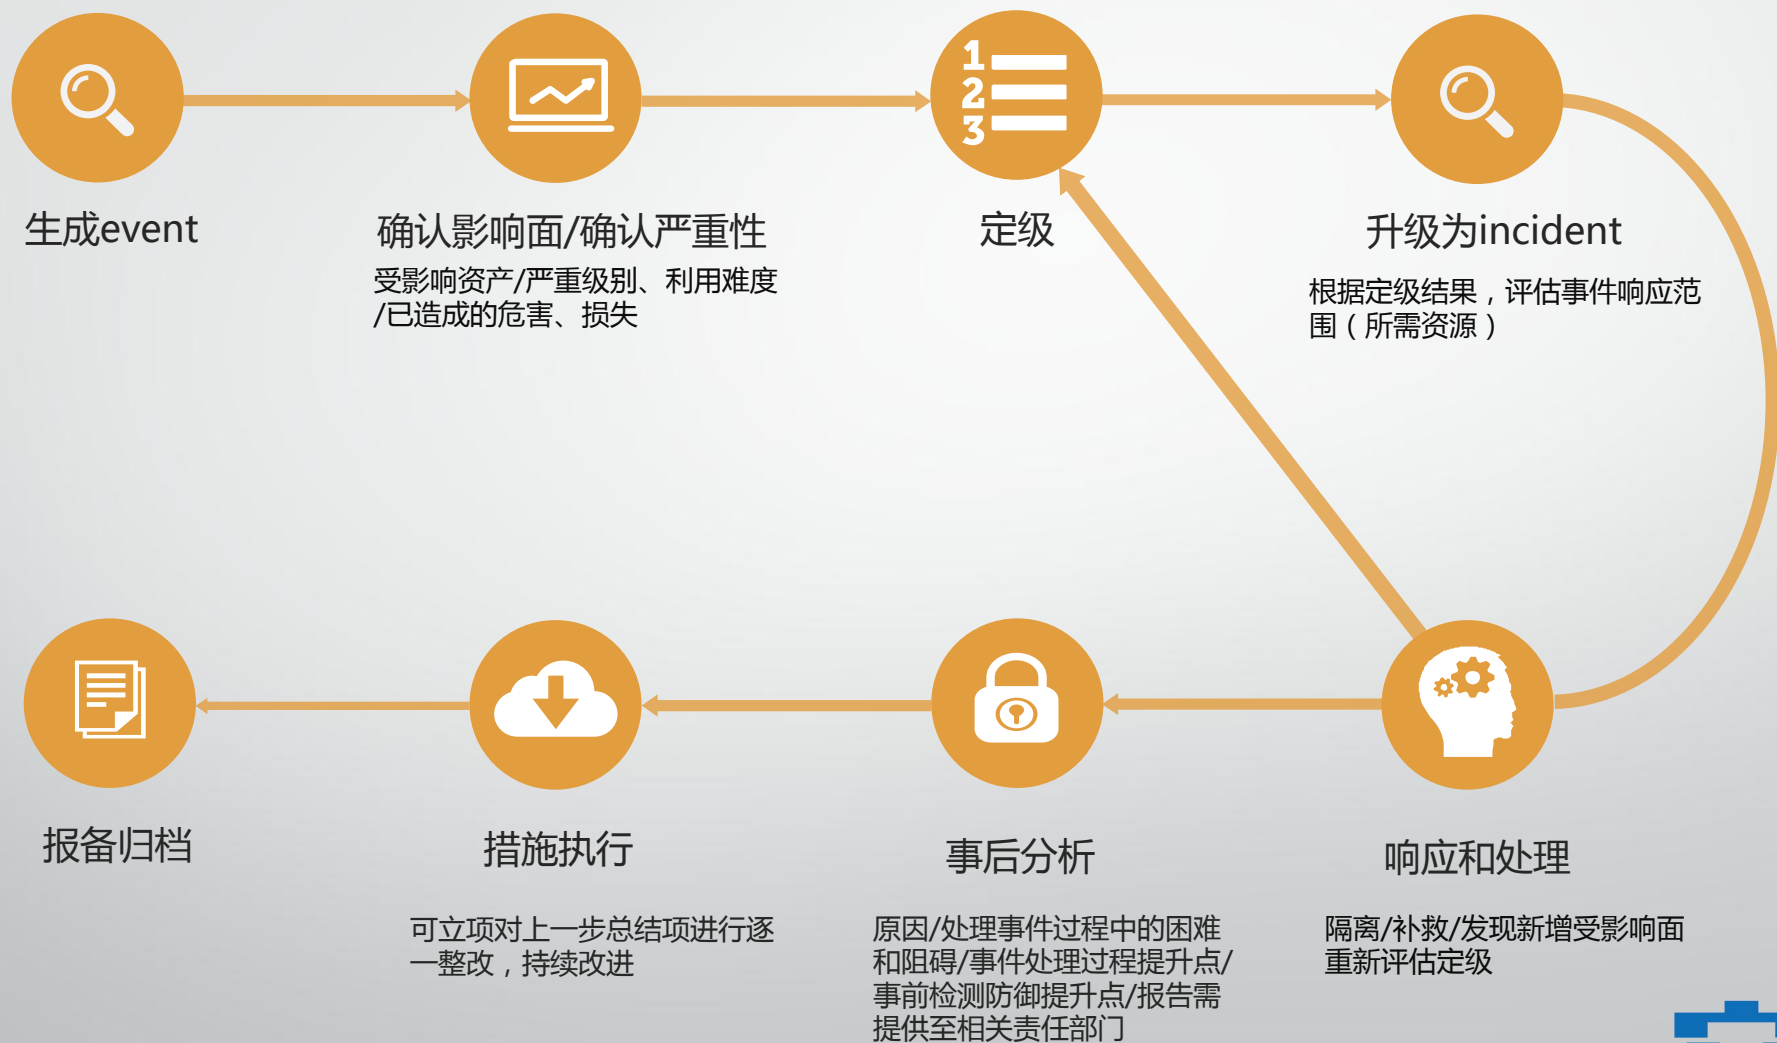 1
2
3
生成event
确认影响面/确认严重性
受影响资产/严重级别、利用难度
/已造成的危害、损失
定级
升级为incident
根据定级结果，评估事件响应范
围（所需资源）
报备归档
措施执行
可立项对上一步总结项进行逐
一整改，持续改进
事后分析
原因/处理事件过程中的困难
和阻碍/事件处理过程提升点/
事前检测防御提升点/报告需
提供至相关责任部门
响应和处理
隔离/补救/发现新增受影响面
重新评估定级